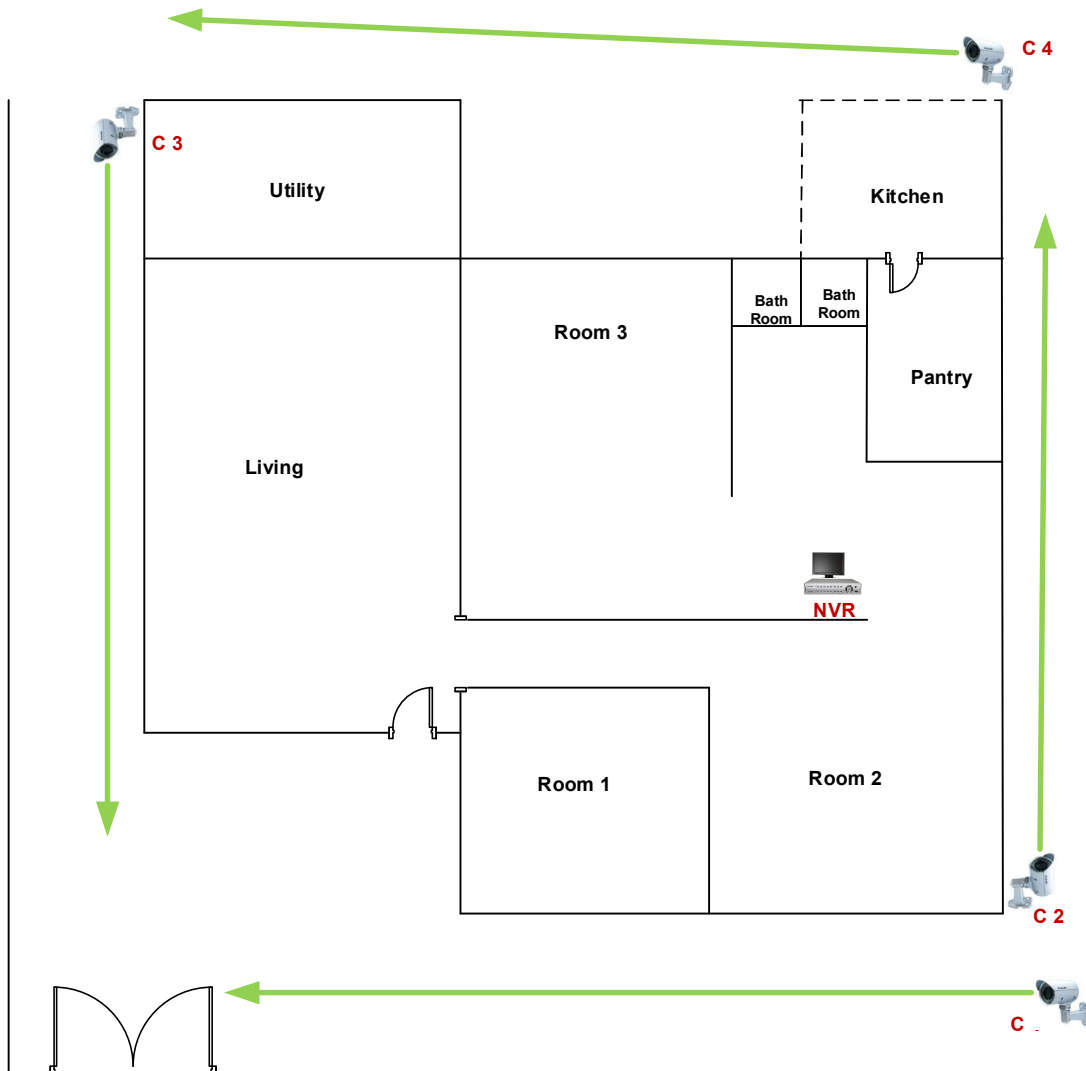 C 4
C 3
Utility
Kitchen
Bath
Room
Bath
Room
Room 3
Pantry
Living
NVR
Room 1
Room 2
C 2
C